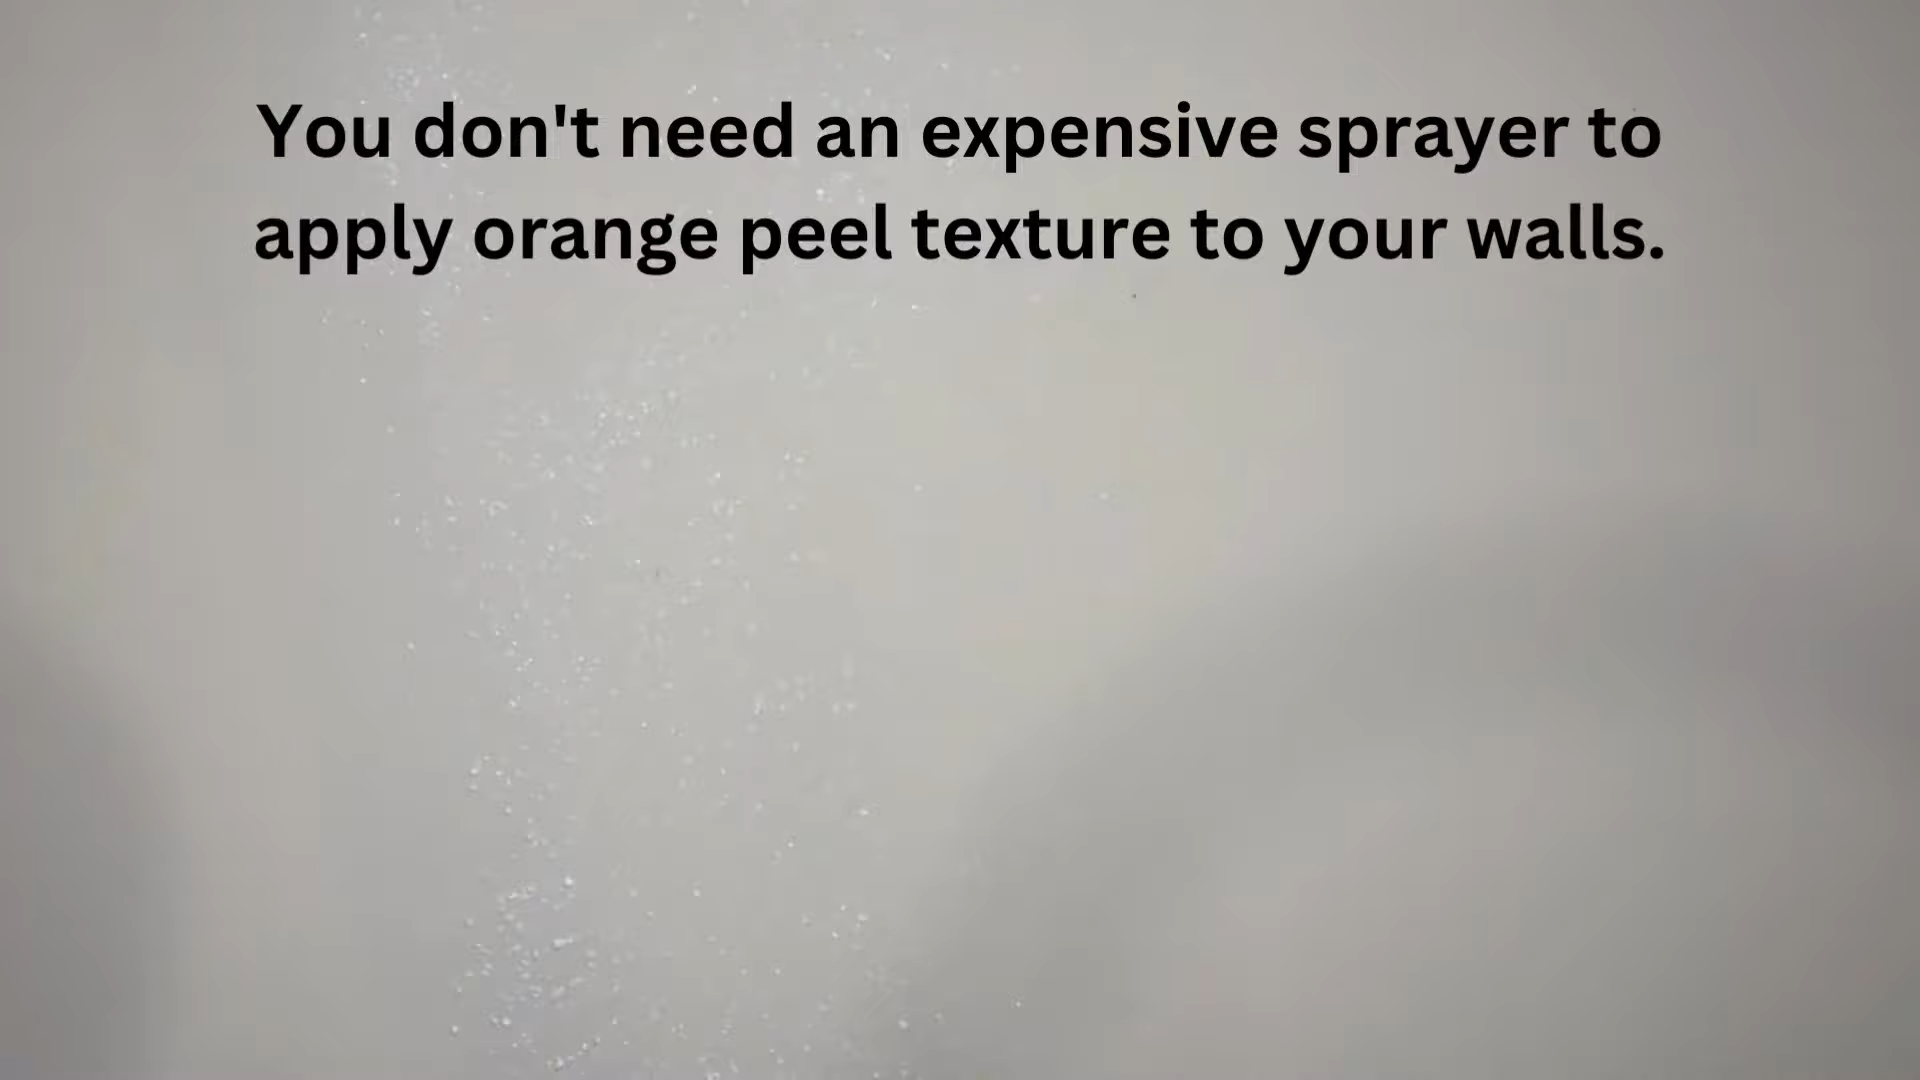 You don't need an expensive sprayer to
apply orange peel texture to your walls.